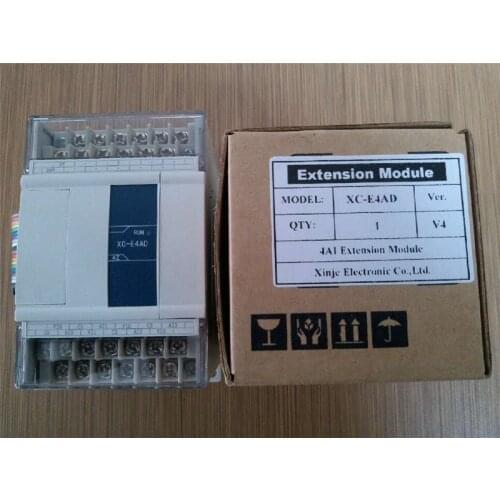 RUN
XC-E4AD
Extension Module
MODEL: XC-E4AD Ver.
QTY: 1 V4
4AI Extension Module
Xinje Electronic Co.,Ltd.